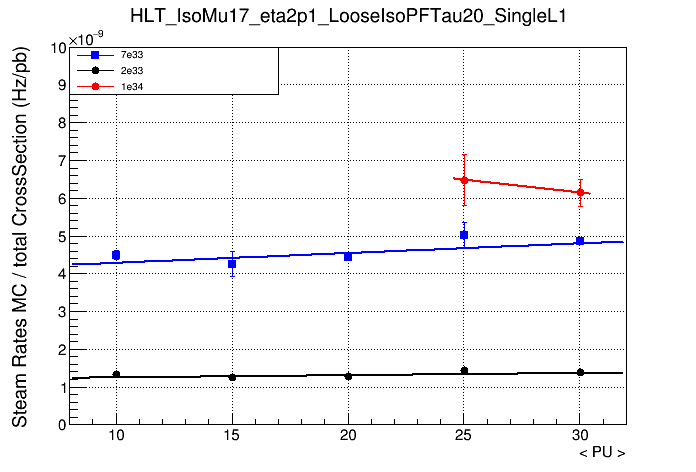 HLT_IsoMu17_eta2p1_LooseIsoPFTau20_SingleL1
×10⁻⁹
7e33
2e33
1e34
Steam Rates MC / total CrossSection (Hz/pb)
10
9
8
7
6
5
4
3
2
1
0
10 15 20 25 30
< PU >